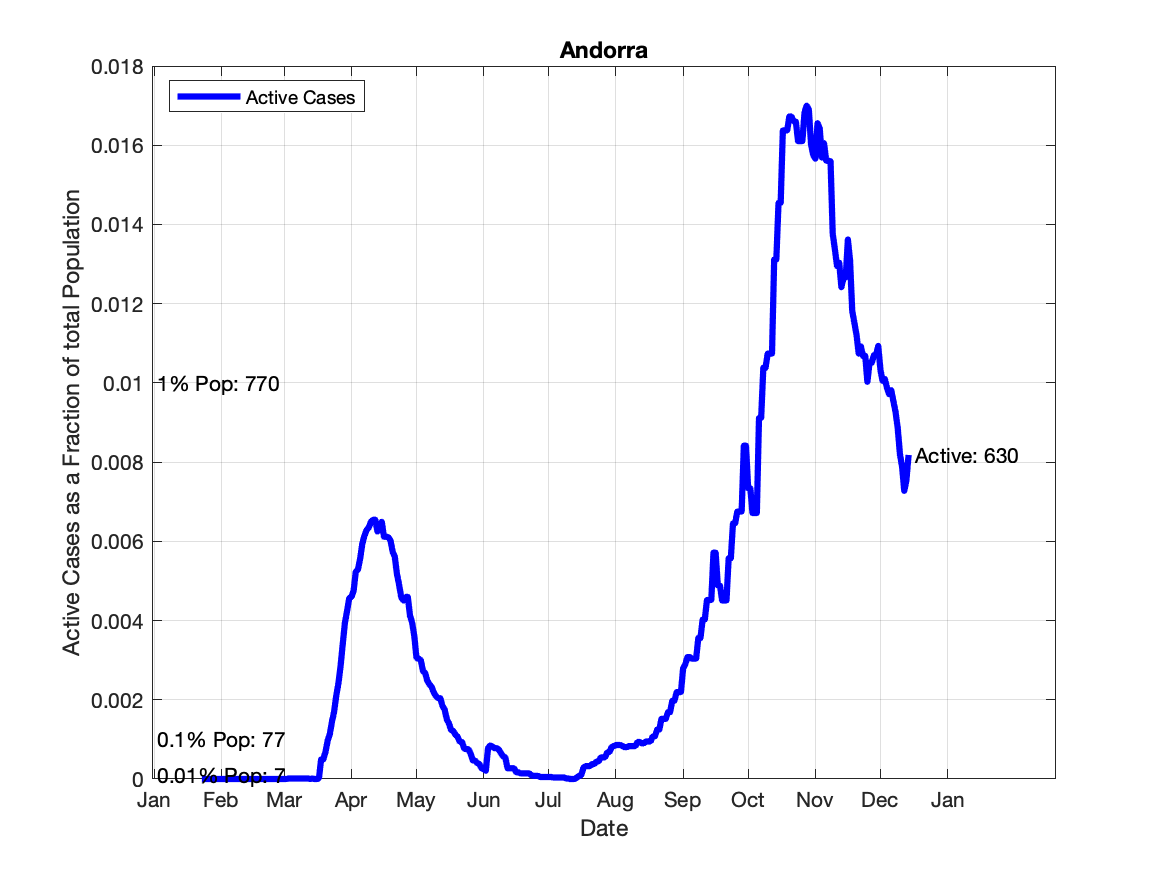 Andorra
Active Cases
Active Cases as a Fraction of total Population
0.018
0.016
0.014
0.012
0.01
0.008
0.006
0.004
0.002
0
1% Pop: 770
Active: 630
0.1% Pop: 77
0.01% Pop: 7
Jan Feb Mar Apr May Jun Jul Aug Sep Oct Nov Dec Jan
Date